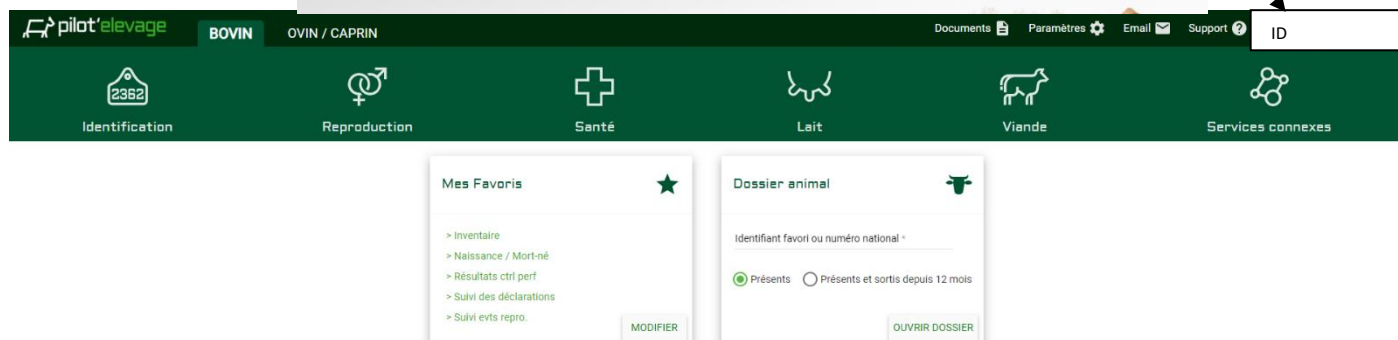 pilot'elevage BOVIN OVIN / CAPRIN Documents Paramètres Email Support ? ID
2362
Identification Reproduction Santé Lait Viande Services connexes
Mes Favoris
> Inventaire
> Naissance / Mort-né
> Résultats ctrl perf
> Suivi des déclarations
> Suivi evts repro.
MODIFIER
Dossier animal
Identifiant favori ou numéro national *
Présents Présents et sortis depuis 12 mois
OUVRIR DOSSIER